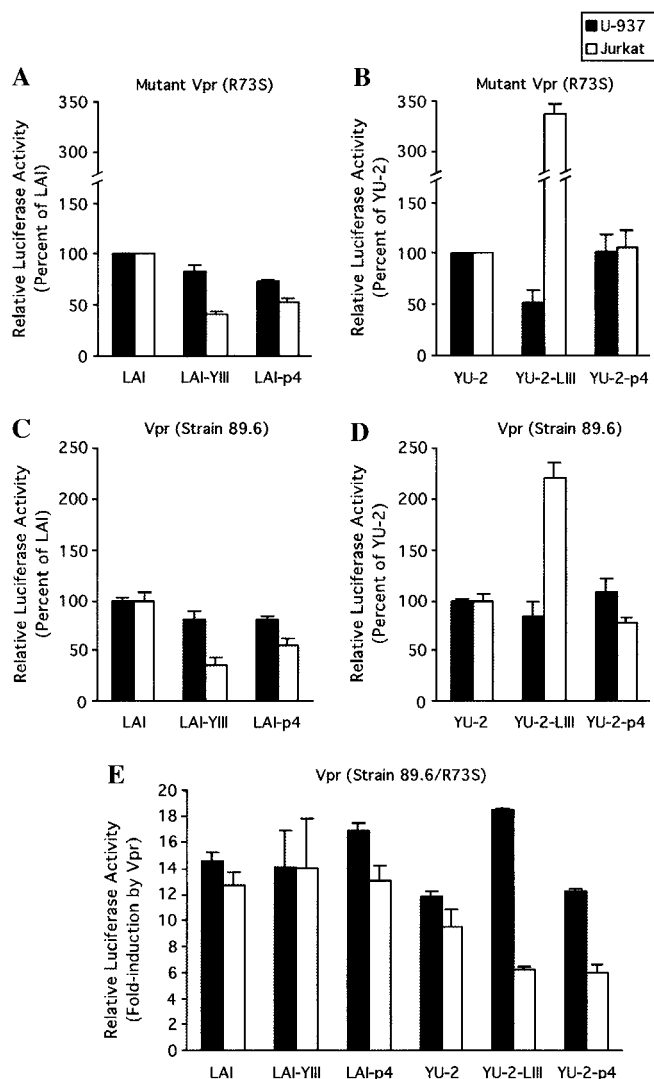 U-937
Jurkat
A
Mutant Vpr (R73S)
Relative Luciferase Activity
(Percent of LAI)
350
300
150
100
50
0
LAI
LAI-YIII
LAI-p4
B
Mutant Vpr (R73S)
Relative Luciferase Activity
(Percent of YU-2)
350
300
150
100
50
0
YU-2
YU-2-LIII
YU-2-p4
C
Vpr (Strain 89.6)
Relative Luciferase Activity
(Percent of LAI)
250
200
150
100
50
0
LAI
LAI-YIII
LAI-p4
D
Vpr (Strain 89.6)
Relative Luciferase Activity
(Percent of YU-2)
250
200
150
100
50
0
YU-2
YU-2-LIII
YU-2-p4
E
Vpr (Strain 89.6/R73S)
Relative Luciferase Activity
(Fold-induction by Vpr)
20
18
16
14
12
10
8
6
4
2
0
LAI
LAI-YIII
LAI-p4
YU-2
YU-2-LIII
YU-2-p4